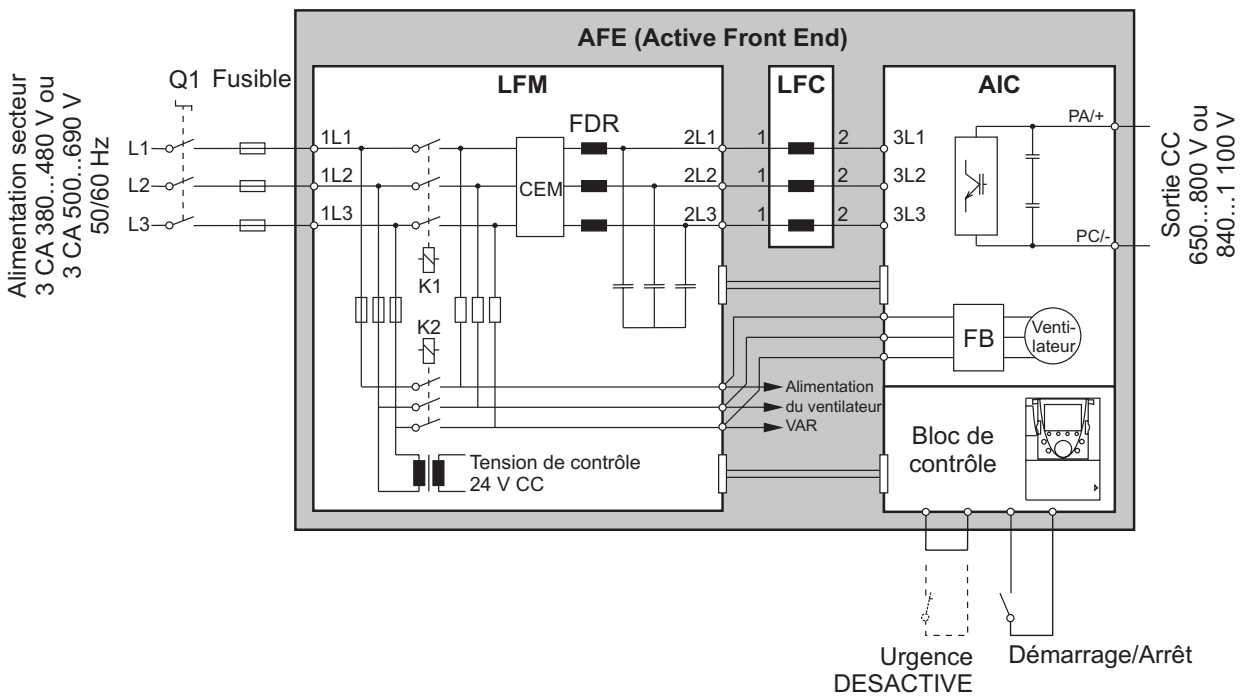 AFE (Active Front End)
Alimentation secteur
3 CA 380...480 V ou
3 CA 500...690 V
50/60 Hz
Q1 Fusible
LFM
LFC
AIC
L1
L2
L3
1L1
1L2
1L3
FDR
CEM
2L1
2L2
2L3
1
1
1
2
2
2
3L1
3L2
3L3
PA/+
PC/-
Sortie CC
650...800 V ou
840...1 100 V
K1
K2
FB
Venti-
lateur
Alimentation
du ventilateur
VAR
Tension de contrôle
24 V CC
Bloc de
contrôle
Urgence
DESACTIVE
Démarrage/Arrêt